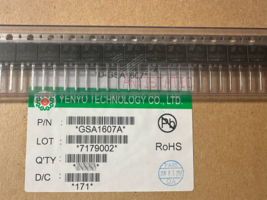 YENYO TECHNOLOGY CO., LTD.
P/N : *GSA1607A*
LOT : *7179002*
Q'TY :
D/C : *171*
Pb
RoHS